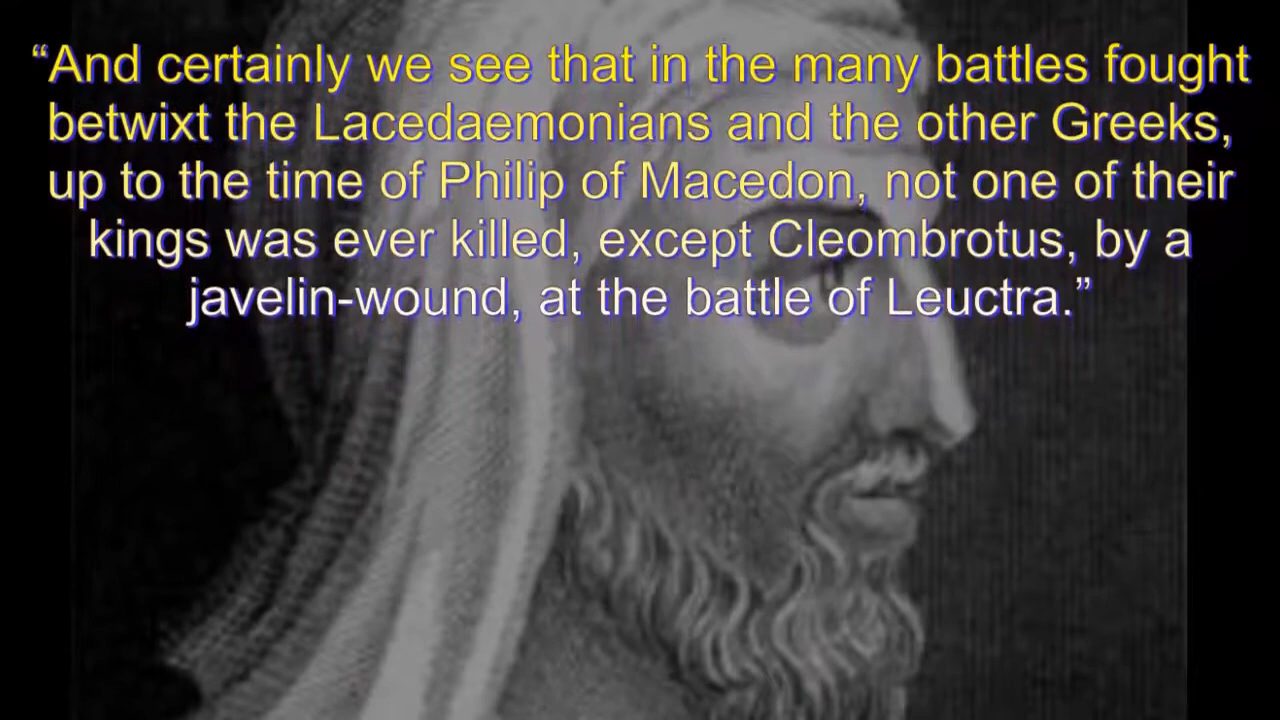 “And certainly we see that in the many battles fought
betwixt the Lacedaemonians and the other Greeks,
up to the time of Philip of Macedon, not one of their
kings was ever killed, except Cleombrotus, by a
javelin-wound, at the battle of Leuctra.”